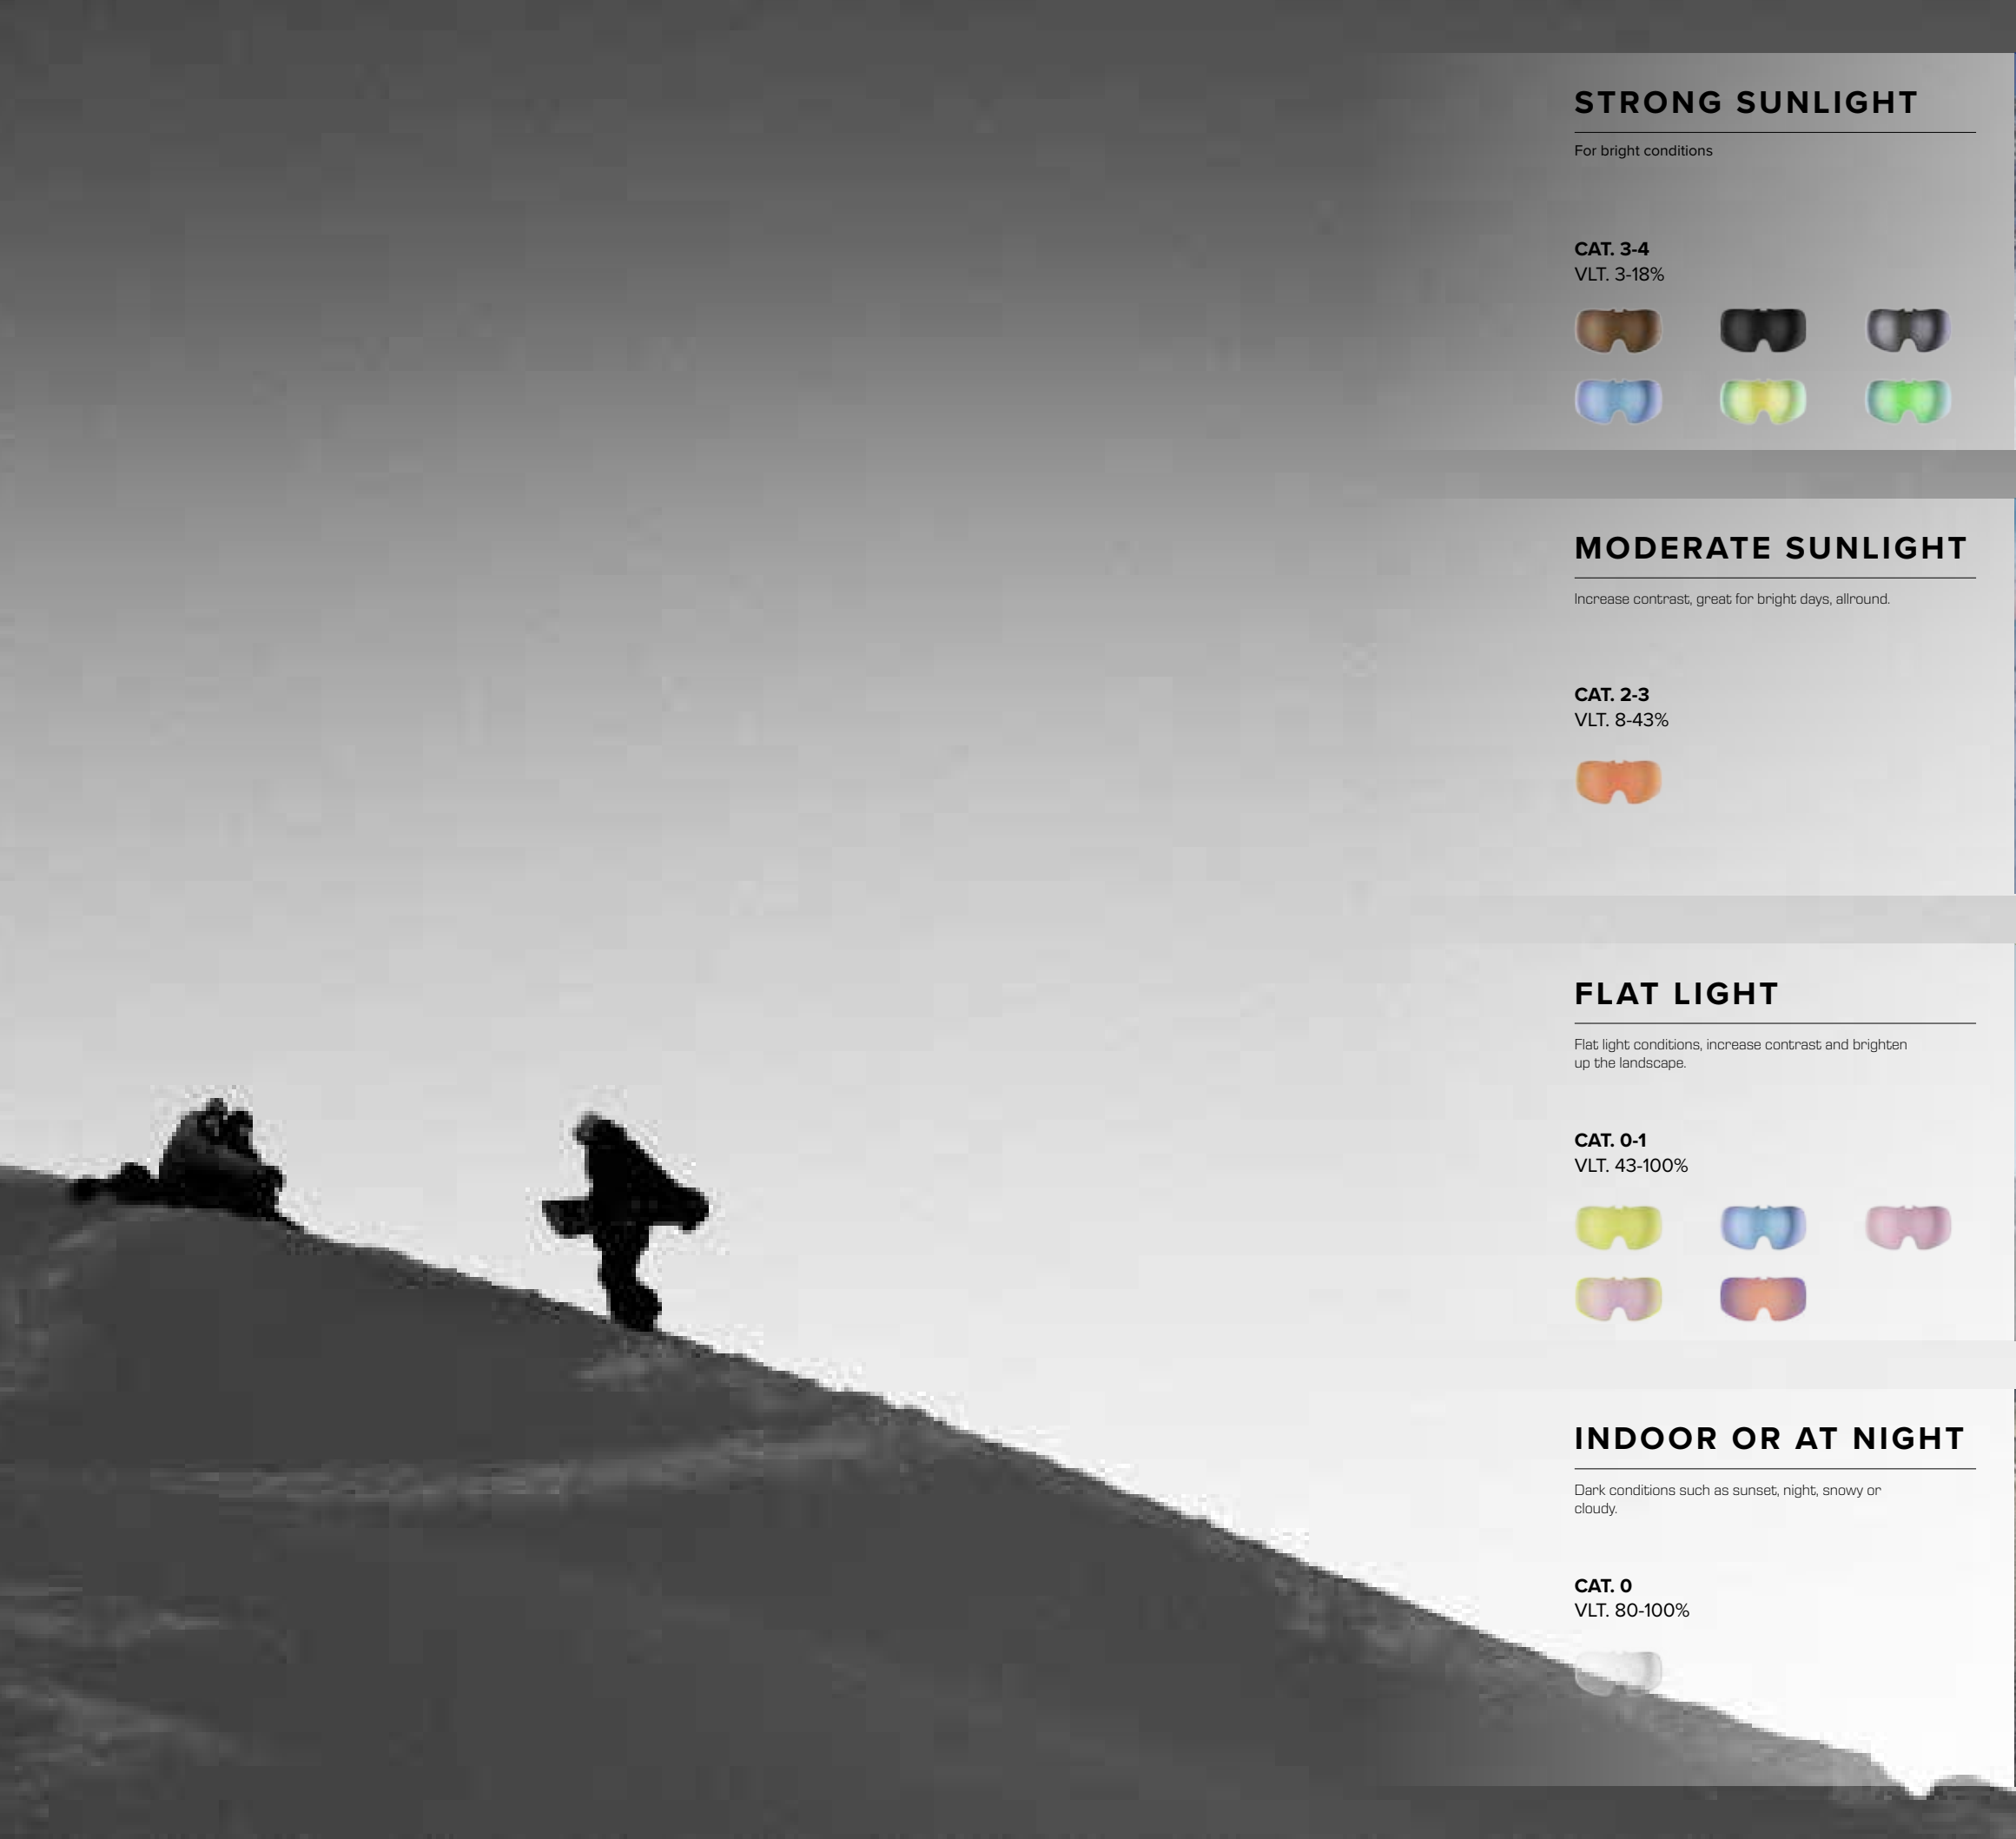 STRONG SUNLIGHT
For bright conditions
CAT. 3-4
VLT. 3-18%
MODERATE SUNLIGHT
Increase contrast, great for bright days, allround.
CAT. 2-3
VLT. 8-43%
FLAT LIGHT
Flat light conditions, increase contrast and brighten
up the landscape.
CAT. 0-1
VLT. 43-100%
INDOOR OR AT NIGHT
Dark conditions such as sunset, night, snowy or
cloudy.
CAT. 0
VLT. 80-100%